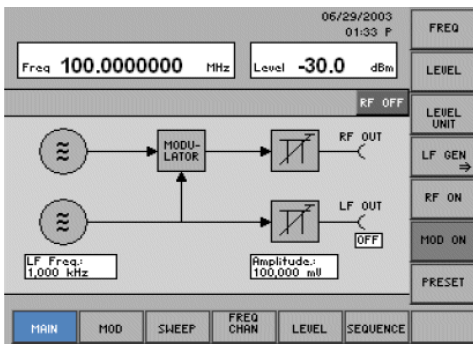 06/29/2003
01:33 P
Freq 100.0000000 MHz
Level -30.0 dBm
RF OFF
FREQ
LEVEL
LEVEL
UNIT
LF GEN
⇒
RF ON
MOD ON
PRESET
MODU-
LATOR
RF OUT
LF OUT
OFF
LF Freq.:
1,000 kHz
Amplitude.:
100,000 mV
MAIN
MOD
SWEEP
FREQ
CHAN
LEVEL
SEQUENCE